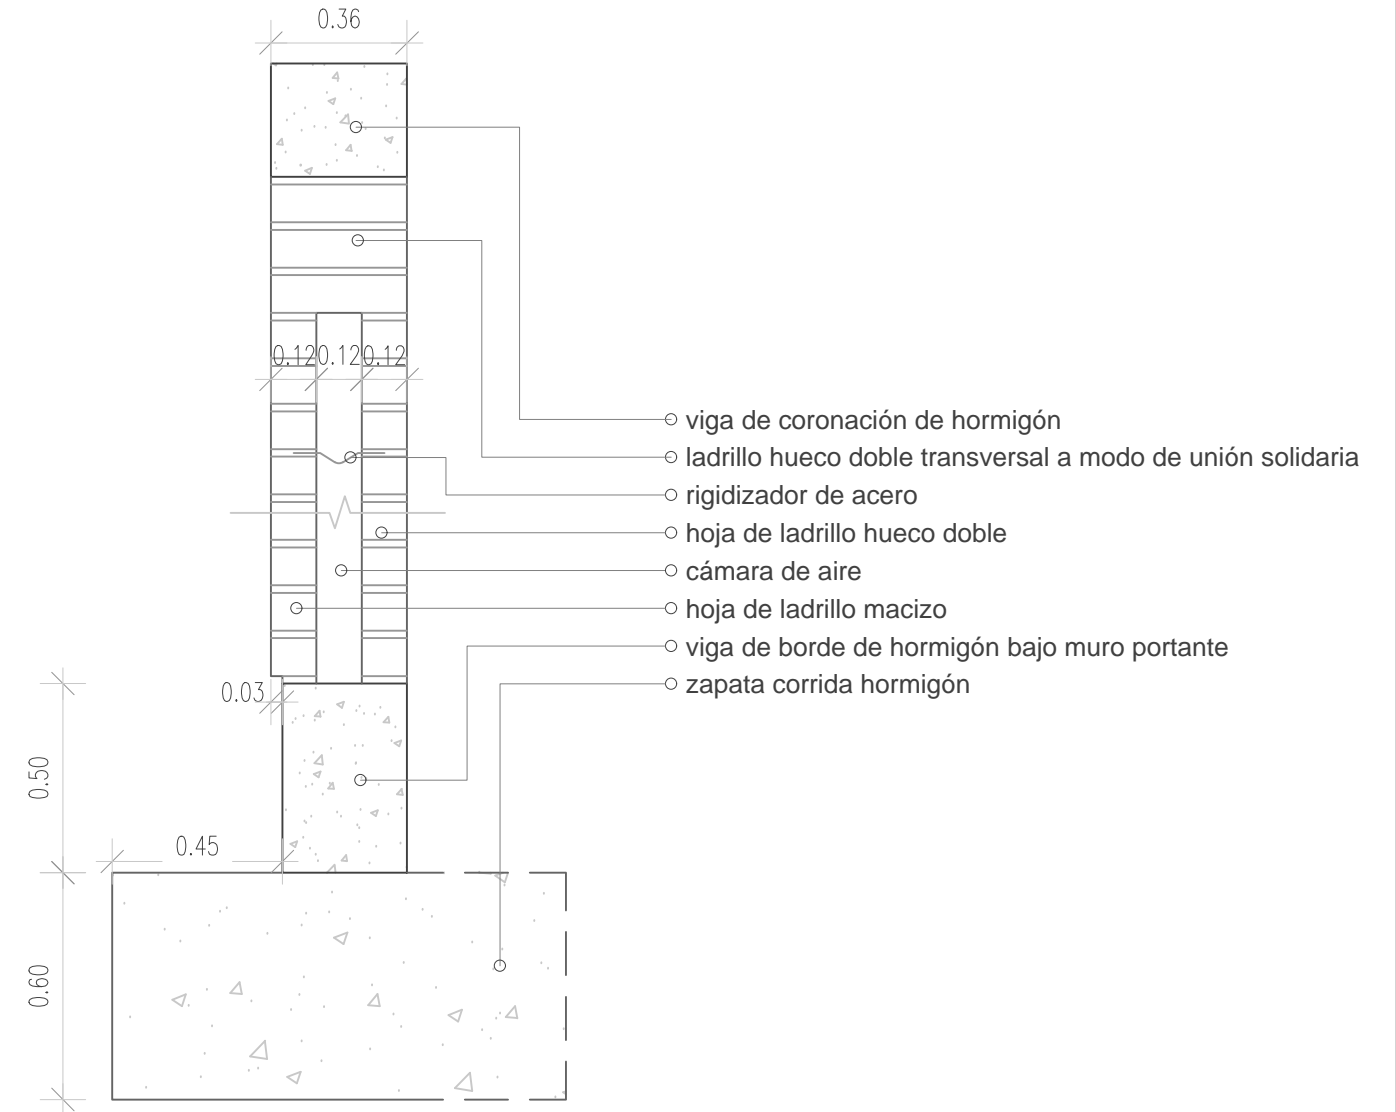 0.36
0.12
0.12
0.12
viga de coronación de hormigón
ladrillo hueco doble transversal a modo de unión solidaria
rigidizador de acero
hoja de ladrillo hueco doble
cámara de aire
hoja de ladrillo macizo
viga de borde de hormigón bajo muro portante
zapata corrida hormigón
0.03
0.50
0.45
0.60